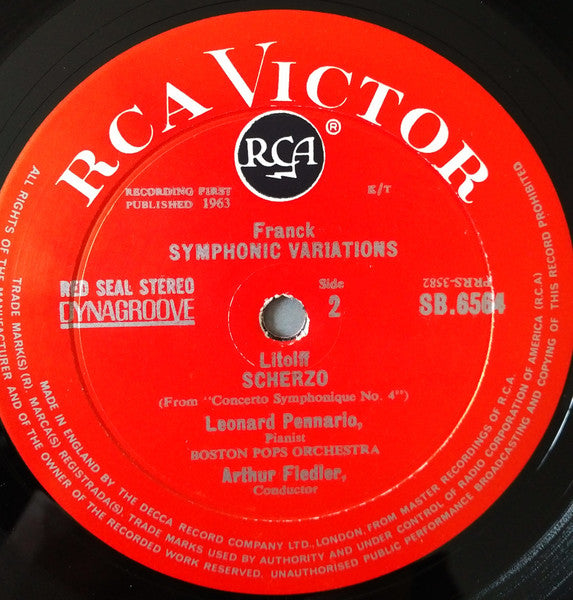 RCA VICTOR
RCA
®
RECORDING FIRST
PUBLISHED 1963
E/T
Franck
SYMPHONIC VARIATIONS
RED SEAL STEREO
DYNAGROOVE
Side
2
PRRS-3582
SB.6564
Litolff
SCHERZO
(From "Concerto Symphonique No. 4")
Leonard Pennario,
Pianist
BOSTON POPS ORCHESTRA
Arthur Fiedler,
Conductor
MADE IN ENGLAND BY THE DECCA RECORD COMPANY LTD., LONDON, FROM MASTER RECORDINGS OF R.C.A.
TRADE MARK(S)(R). MARCA(S) REGISTRADA(S). TRADE MARKS USED BY AUTHORITY AND UNDER CONTROL OF RADIO CORPORATION OF AMERICA (R.C.A)
ALL RIGHTS OF THE MANUFACTURER AND OF THE OWNER OF THE RECORDED WORK RESERVED. UNAUTHORISED PUBLIC PERFORMANCE BROADCASTING AND COPYING OF THIS RECORD PROHIBITED